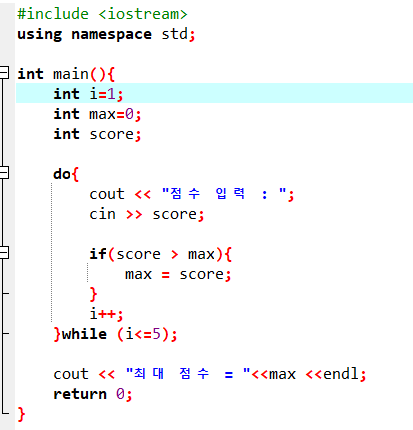 #include <iostream>
using namespace std;
int main(){
int i=1;
int max=0;
int score;
do{
cout << "점수 입력 : ";
cin >> score;
if(score > max){
max = score;
}
i++;
}while (i<=5);
cout << "최대 점수 = "<<max <<endl;
return 0;
}